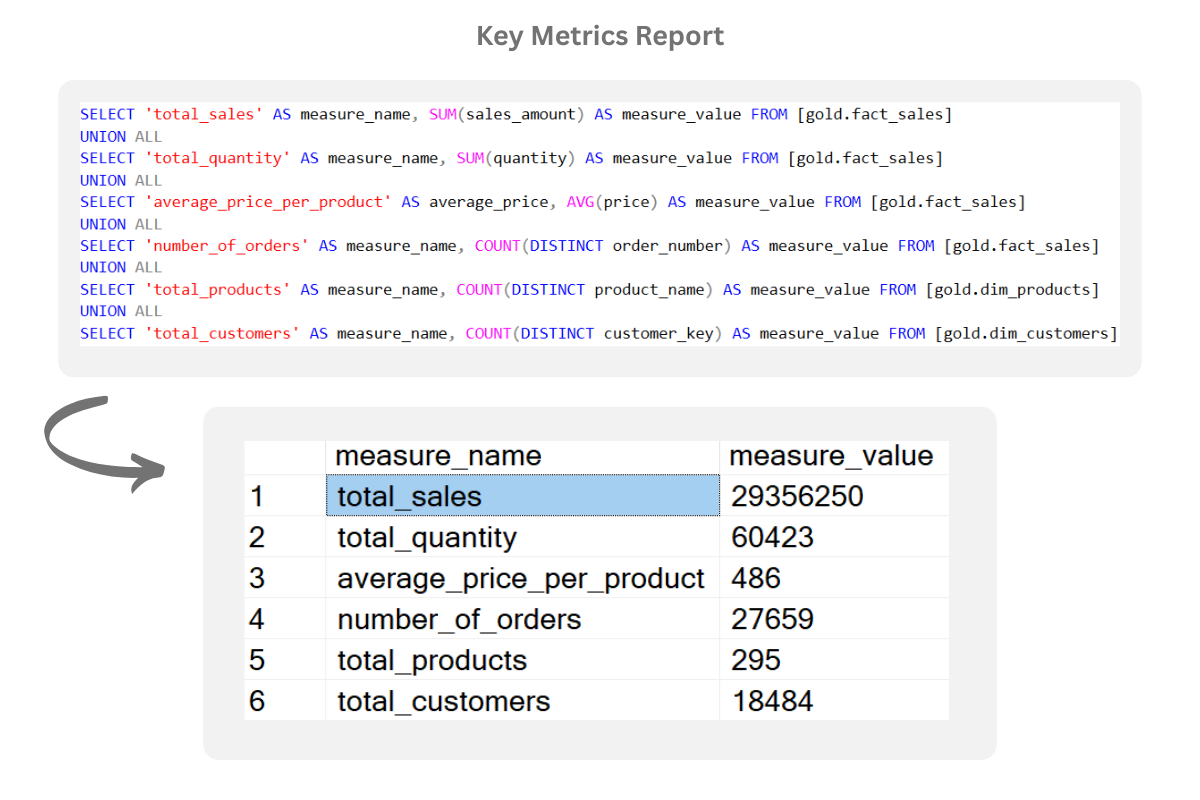 Key Metrics Report
SELECT 'total_sales' AS measure_name, SUM(sales_amount) AS measure_value FROM [gold.fact_sales]
UNION ALL
SELECT 'total_quantity' AS measure_name, SUM(quantity) AS measure_value FROM [gold.fact_sales]
UNION ALL
SELECT 'average_price_per_product' AS average_price, AVG(price) AS measure_value FROM [gold.fact_sales]
UNION ALL
SELECT 'number_of_orders' AS measure_name, COUNT(DISTINCT order_number) AS measure_value FROM [gold.fact_sales]
UNION ALL
SELECT 'total_products' AS measure_name, COUNT(DISTINCT product_name) AS measure_value FROM [gold.dim_products]
UNION ALL
SELECT 'total_customers' AS measure_name, COUNT(DISTINCT customer_key) AS measure_value FROM [gold.dim_customers]
measure_name measure_value
1 total_sales 29356250
2 total_quantity 60423
3 average_price_per_product 486
4 number_of_orders 27659
5 total_products 295
6 total_customers 18484